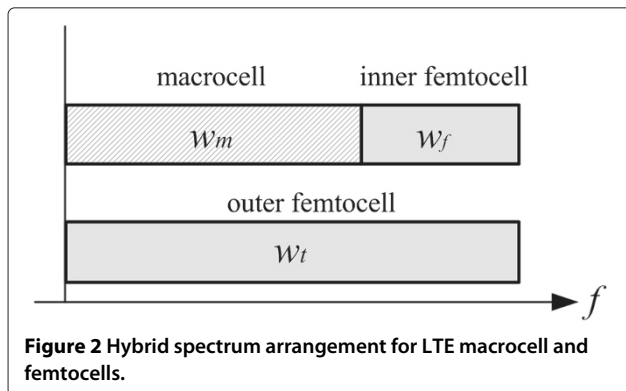 macrocell inner femtocell
Wm Wf
outer femtocell
Wt
f
Figure 2 Hybrid spectrum arrangement for LTE macrocell and
femtocells.